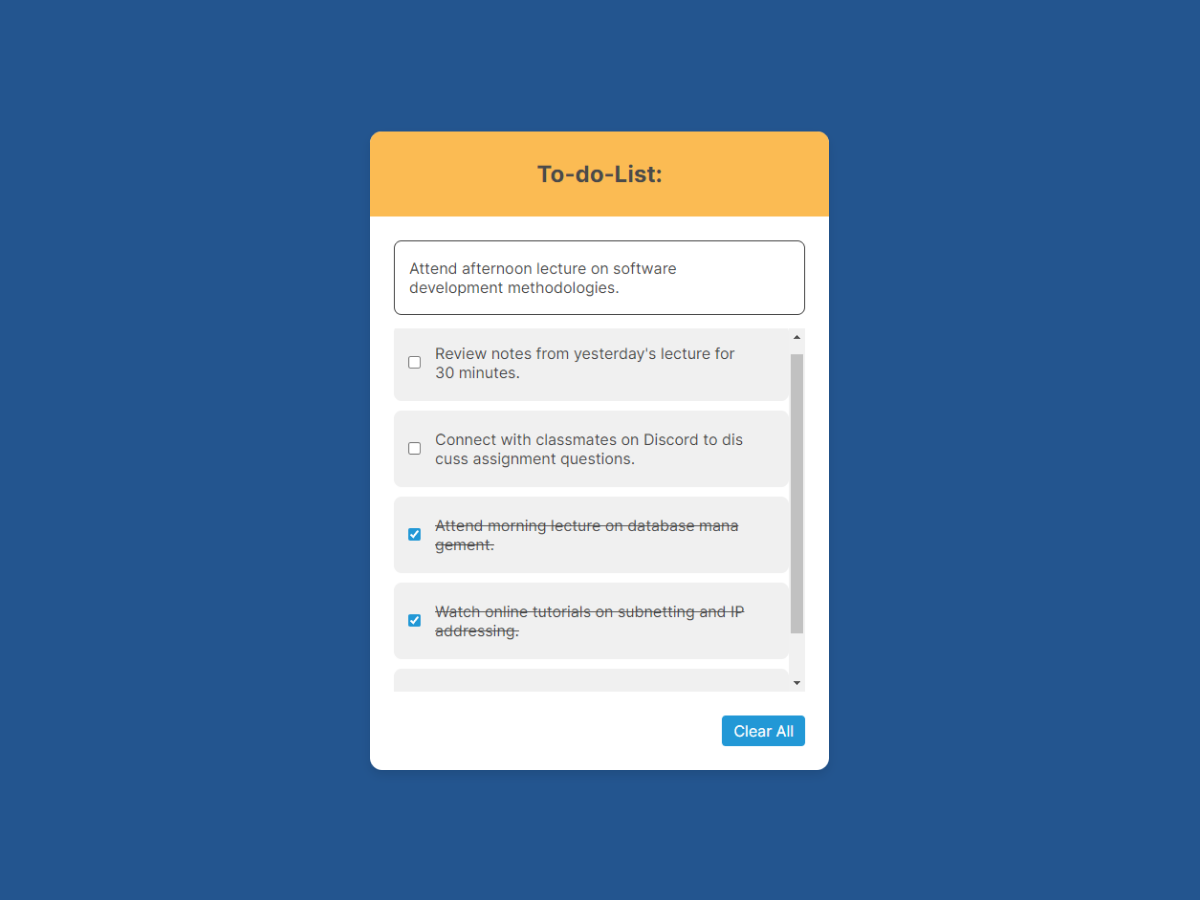 To-do-List:
Attend afternoon lecture on software
development methodologies.
Review notes from yesterday's lecture for
30 minutes.
Connect with classmates on Discord to dis
cuss assignment questions.
Attend morning lecture on database mana
gement.
Watch online tutorials on subnetting and IP
addressing.
Clear All